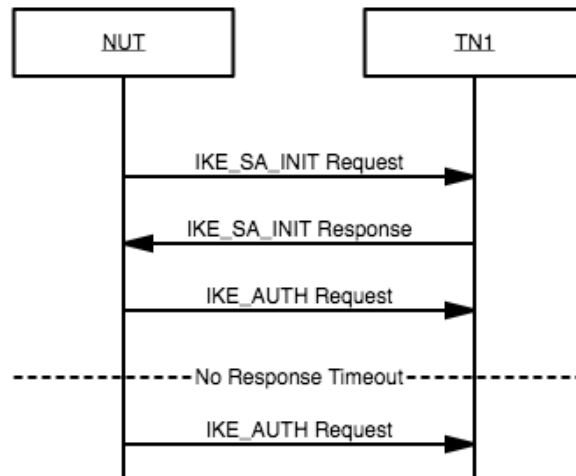 NUT TN1
IKE_SA_INIT Request
IKE_SA_INIT Response
IKE_AUTH Request
No Response Timeout
IKE_AUTH Request